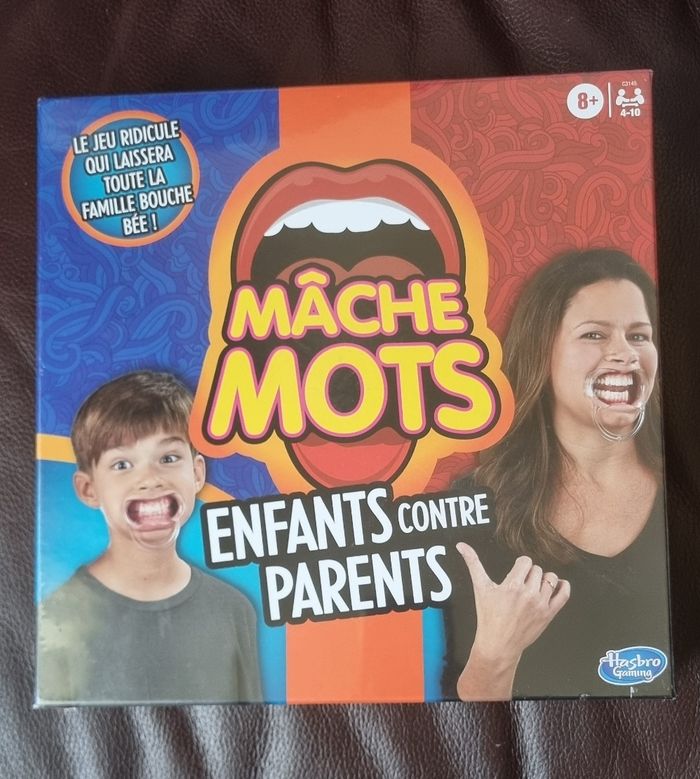 LE JEU RIDICULE
QUI LAISSERA
TOUTE LA
FAMILLE BOUCHE
BÉE !
8+
C3145
4-10
MÂCHE
MOTS
ENFANTS CONTRE
PARENTS
Hasbro
Gaming